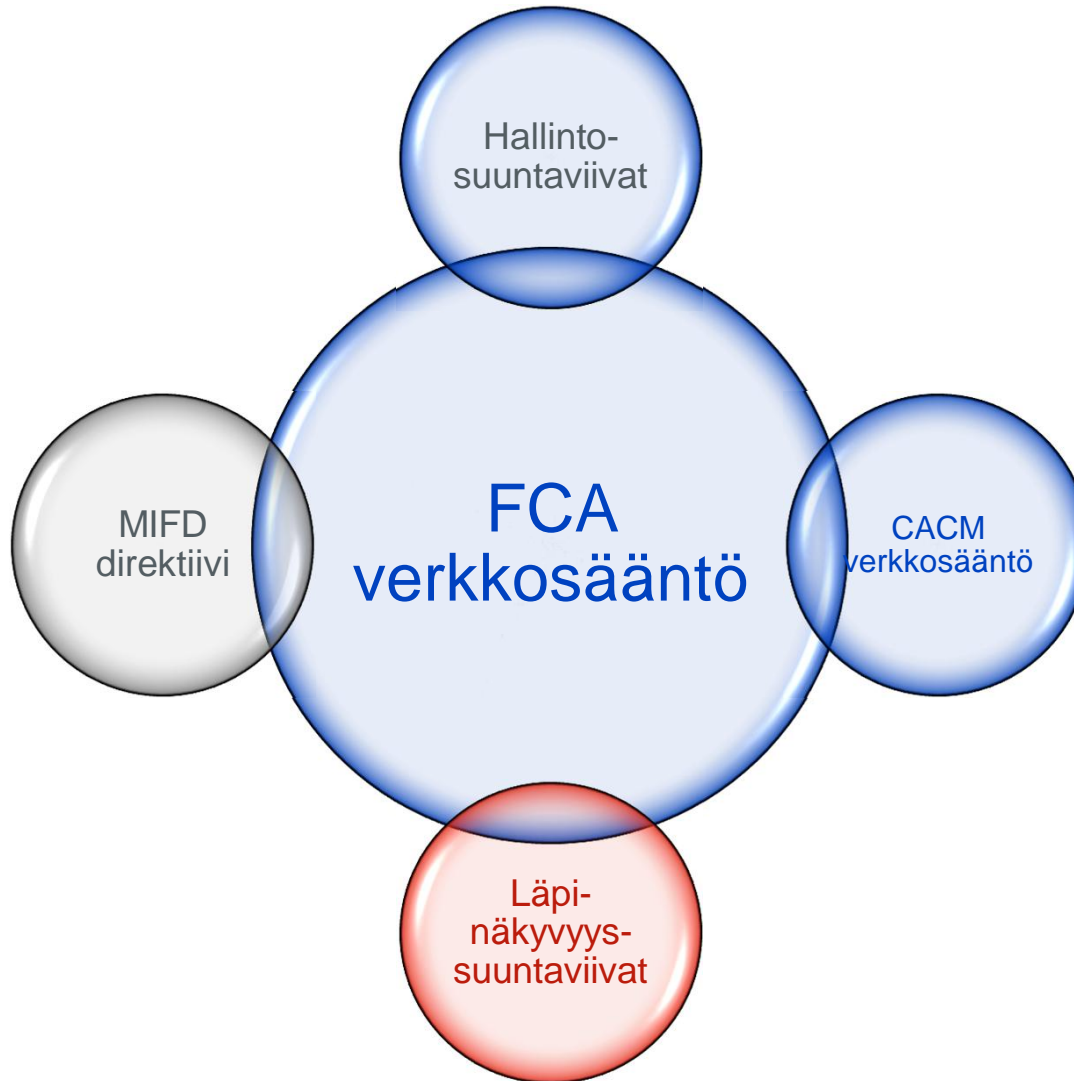 Hallinto-
suuntaviivat
FCA
verkkosääntö
MIFD
direktiivi
CACM
verkkosääntö
Läpi-
näkyvyys-
suuntaviivat